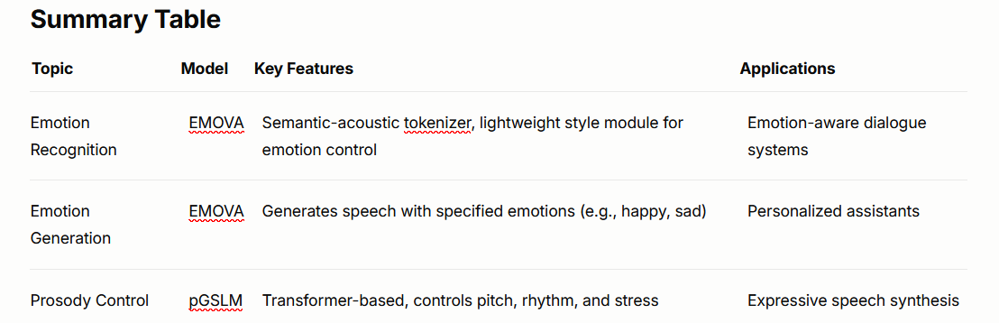 Summary Table
Topic Model Key Features Applications
Emotion Recognition EMOVA Semantic-acoustic tokenizer, lightweight style module for emotion control Emotion-aware dialogue systems
Emotion Generation EMOVA Generates speech with specified emotions (e.g., happy, sad) Personalized assistants
Prosody Control pGSLM Transformer-based, controls pitch, rhythm, and stress Expressive speech synthesis